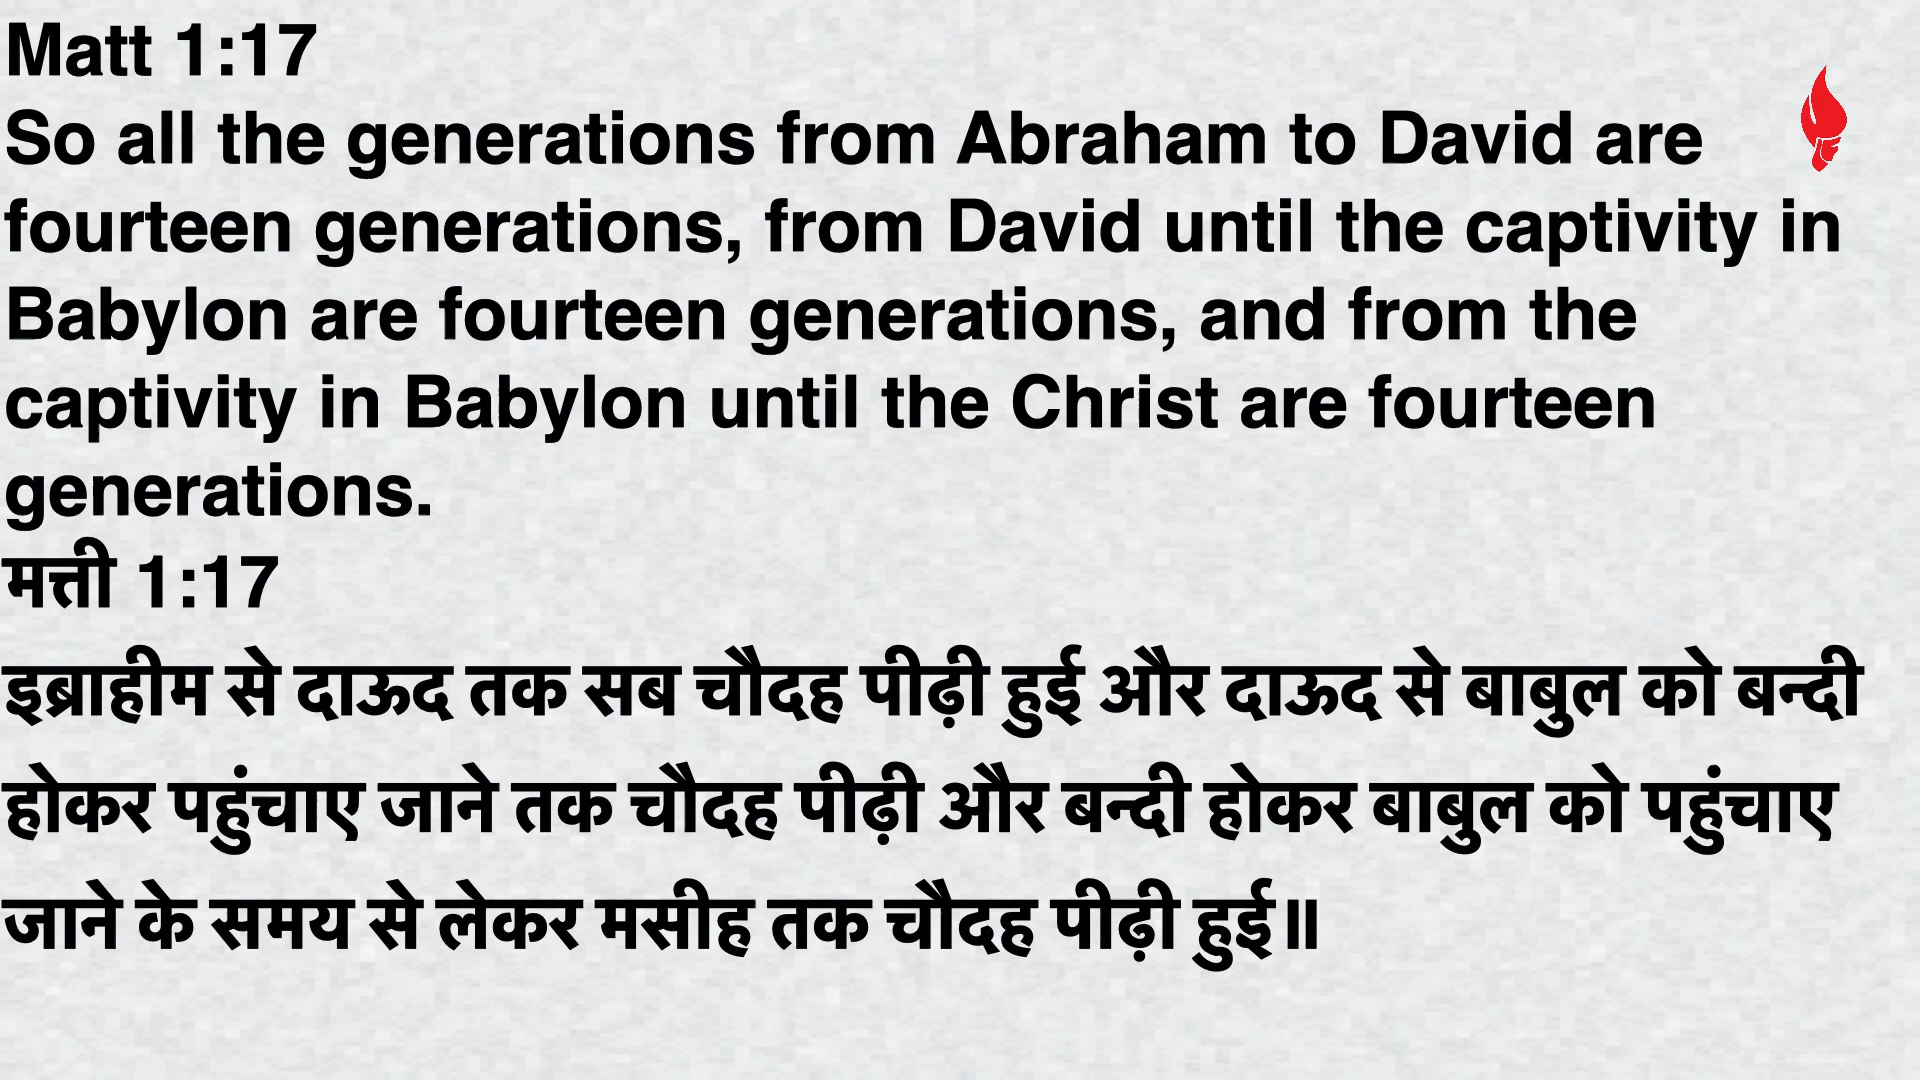 Matt 1:17
So all the generations from Abraham to David are
fourteen generations, from David until the captivity in
Babylon are fourteen generations, and from the
captivity in Babylon until the Christ are fourteen
generations.
मत्ती 1:17
इब्राहीम से दाऊद तक सब चौदह पीढ़ी हुई और दाऊद से बाबुल को बन्दी
होकर पहुंचाए जाने तक चौदह पीढ़ी और बन्दी होकर बाबुल को पहुंचाए
जाने के समय से लेकर मसीह तक चौदह पीढ़ी हुई॥